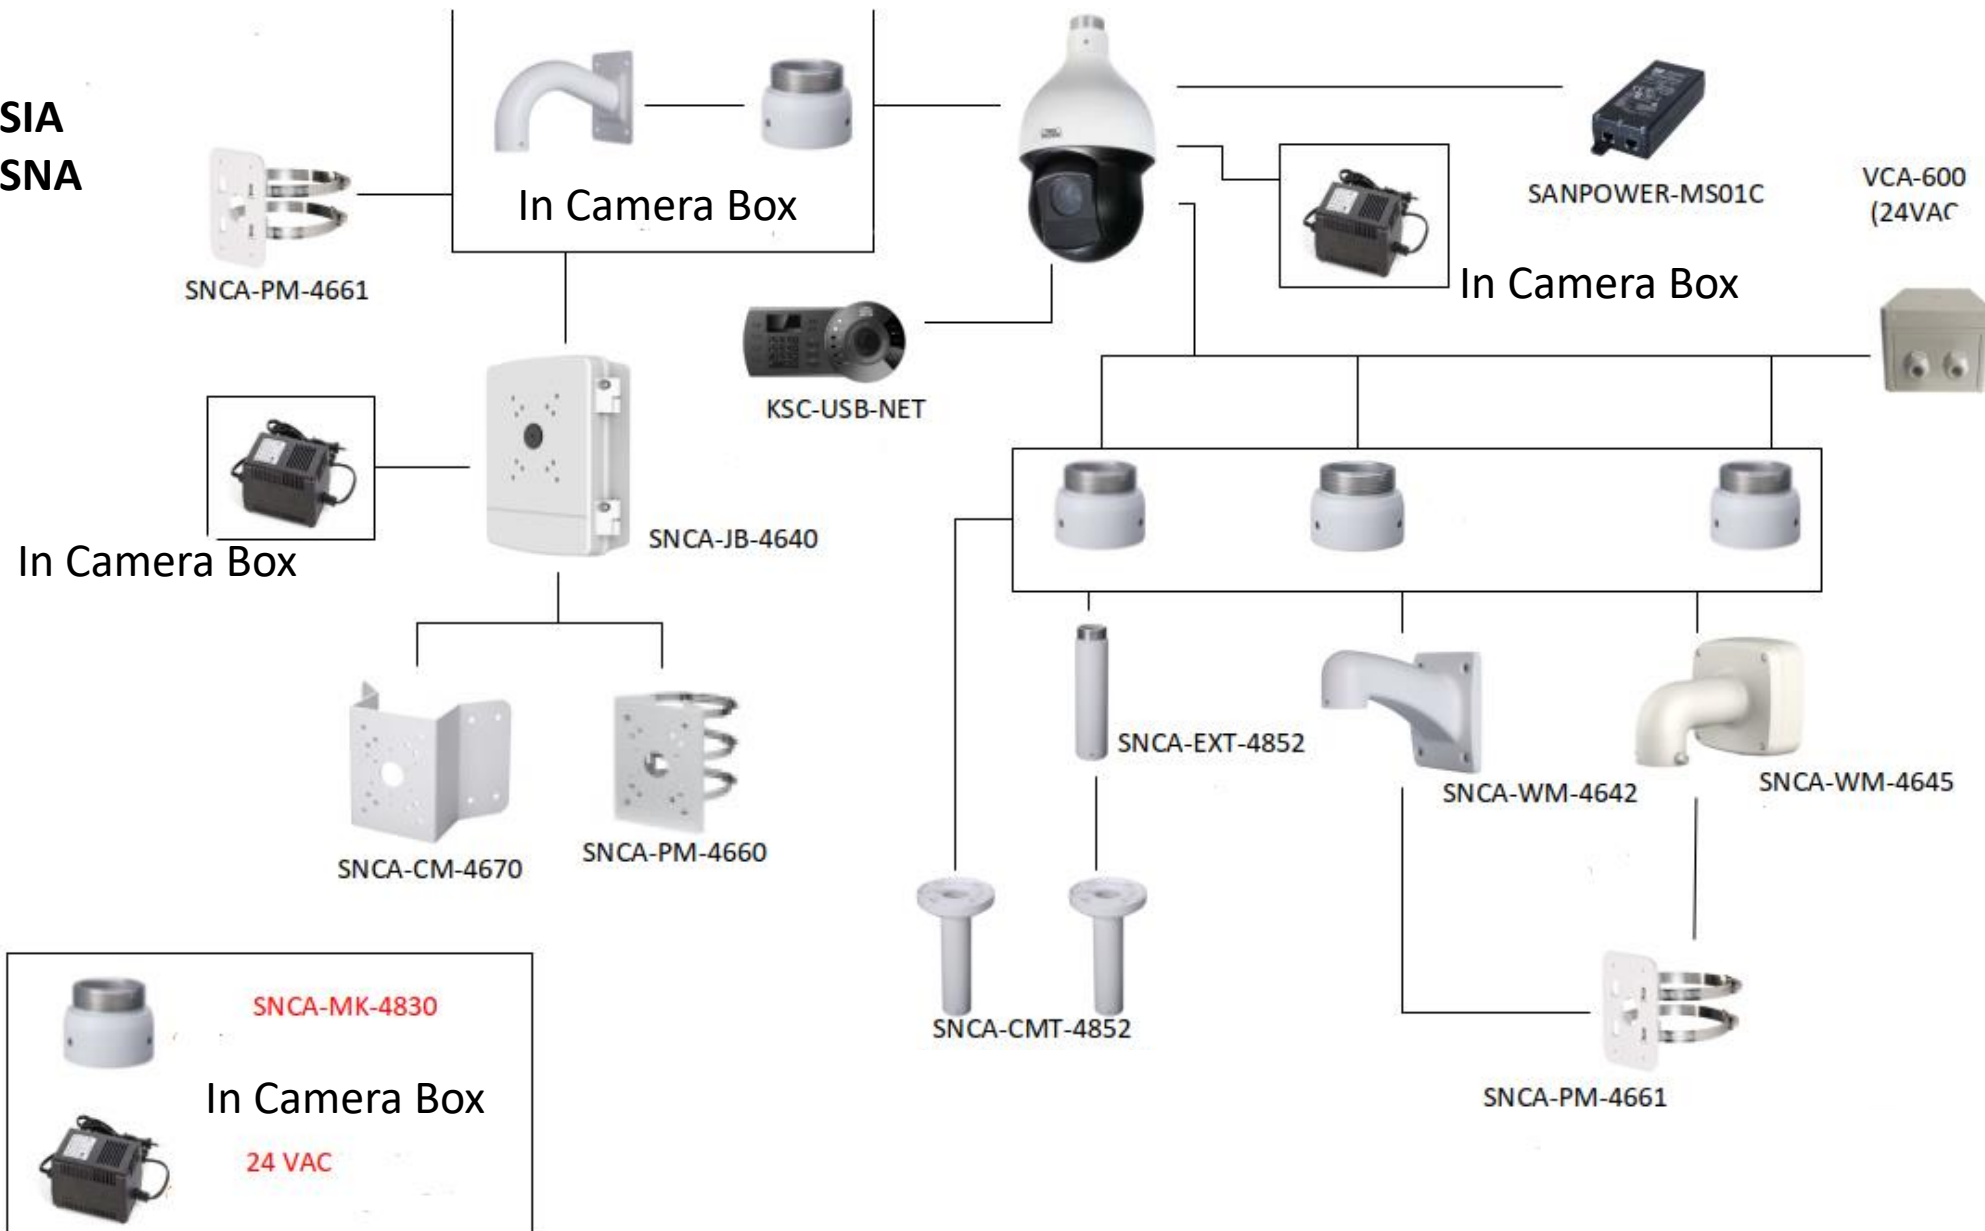 SIA
SNA
In Camera Box
SNCA-PM-4661
SANPOWER-MS01C
VCA-600
(24VAC
In Camera Box
KSC-USB-NET
SNCA-JB-4640
In Camera Box
SNCA-EXT-4852
SNCA-WM-4642
SNCA-WM-4645
SNCA-CM-4670
SNCA-PM-4660
SNCA-CMT-4852
SNCA-PM-4661
SNCA-MK-4830
In Camera Box
24 VAC